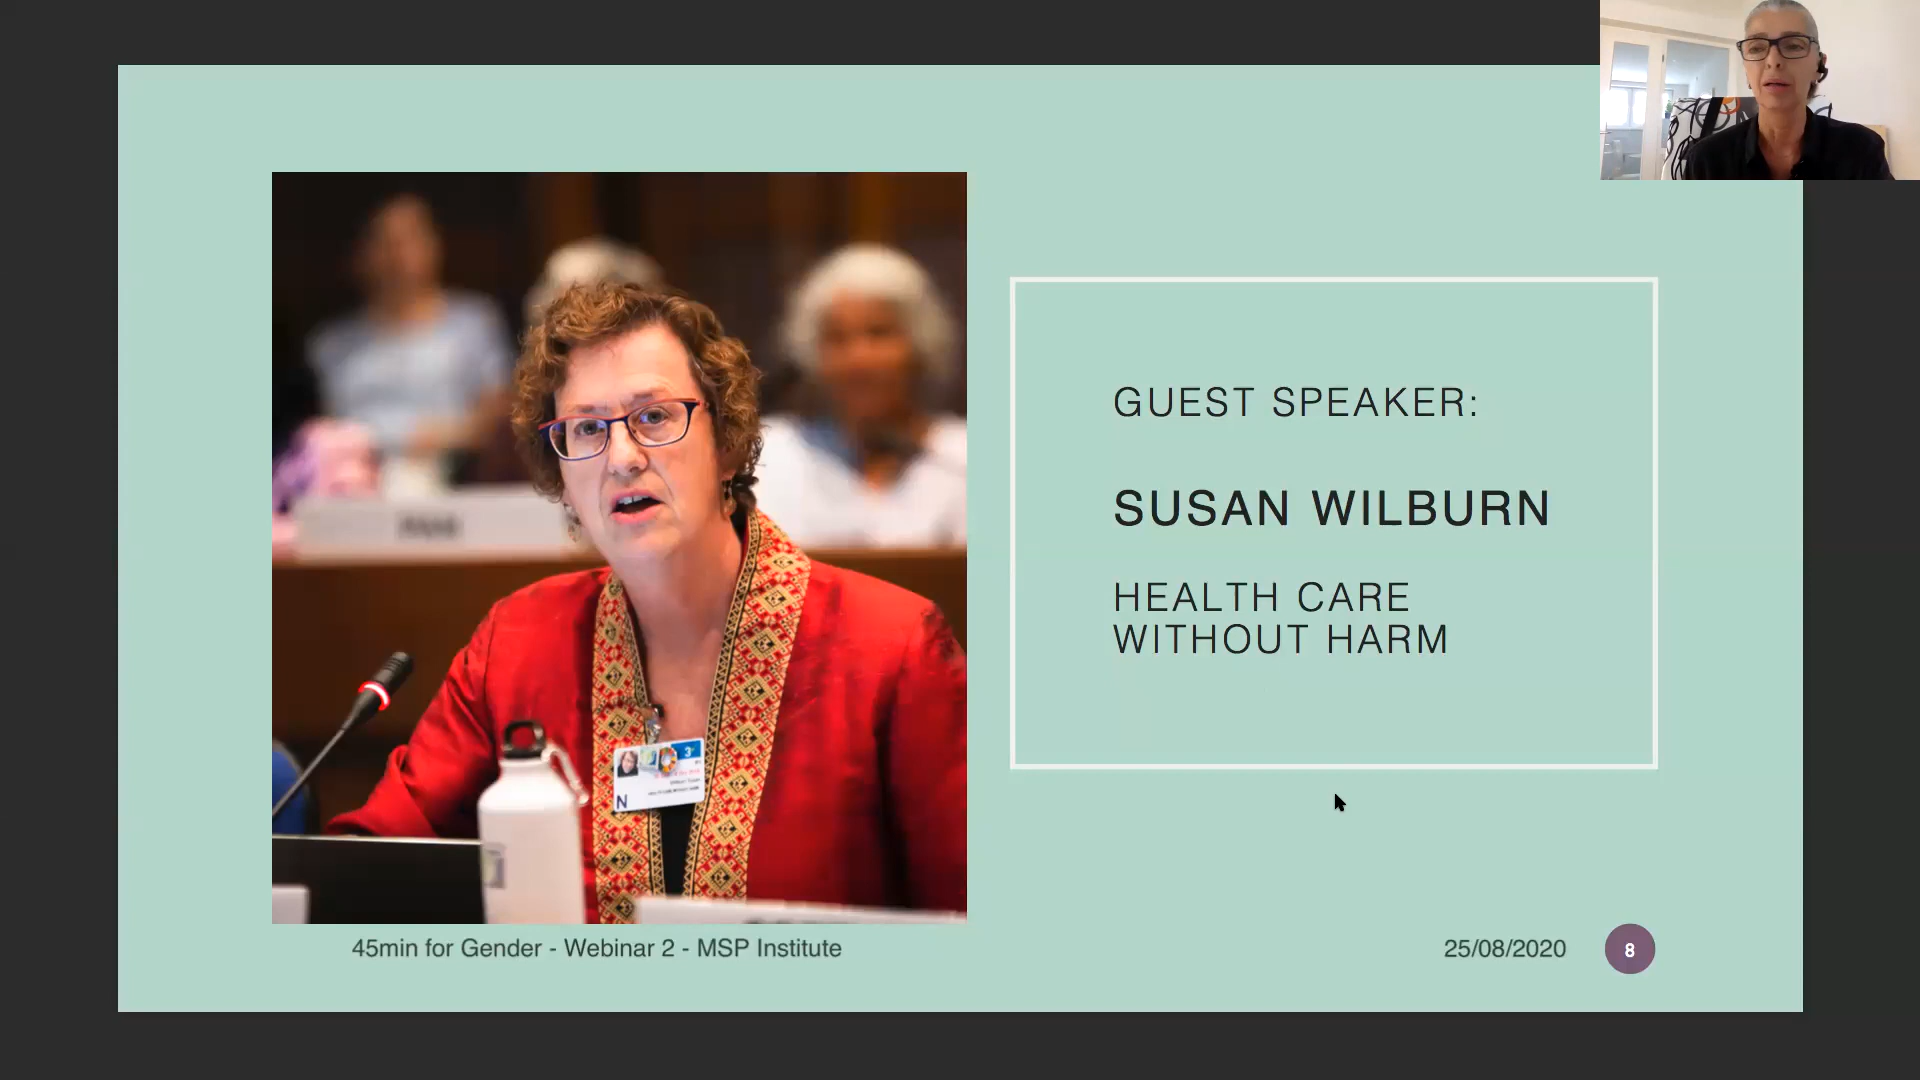 GUEST SPEAKER:
SUSAN WILBURN
HEALTH CARE
WITHOUT HARM
3
N
45min for Gender - Webinar 2 - MSP Institute
25/08/2020
8